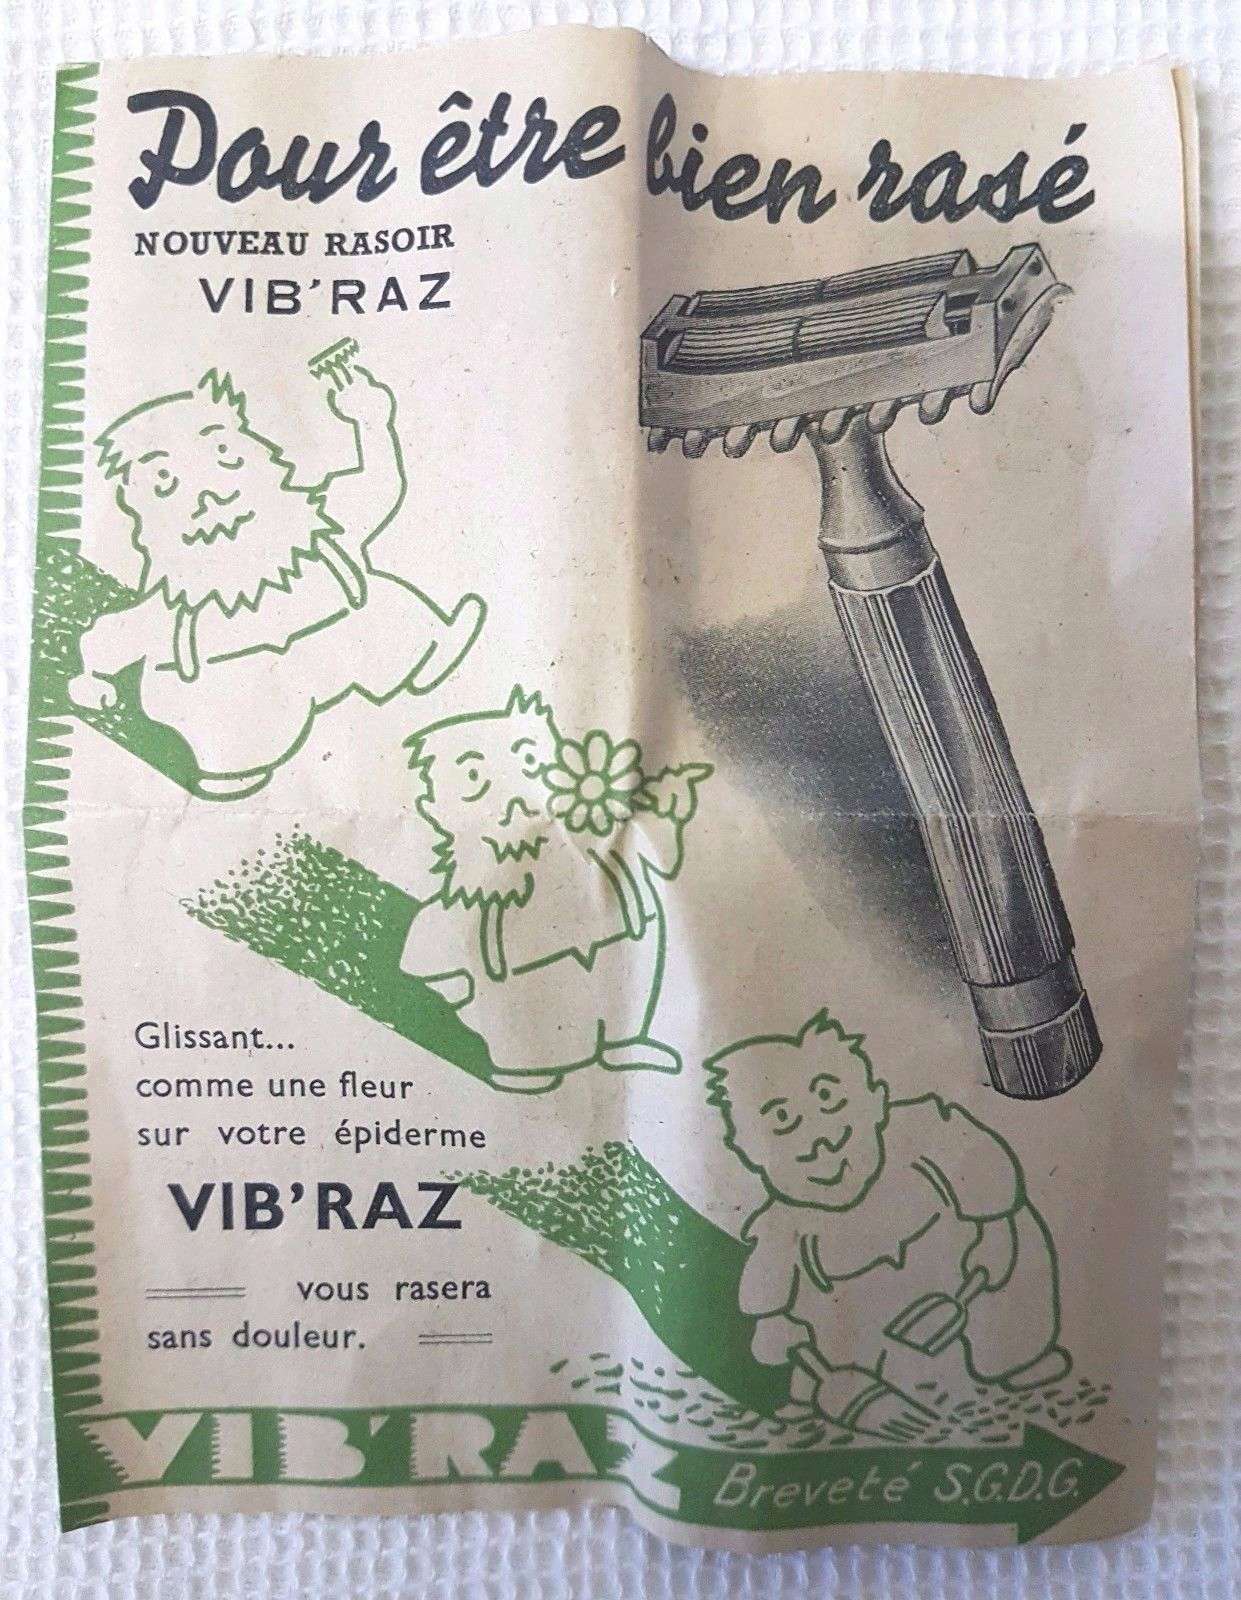 Pour être bien rasé
NOUVEAU RASOIR
VIB'RAZ
Glissant...
comme une fleur
sur votre épiderme
VIB'RAZ
vous rasera
sans douleur.
VIB'RAZ
Breveté S.G.D.G.